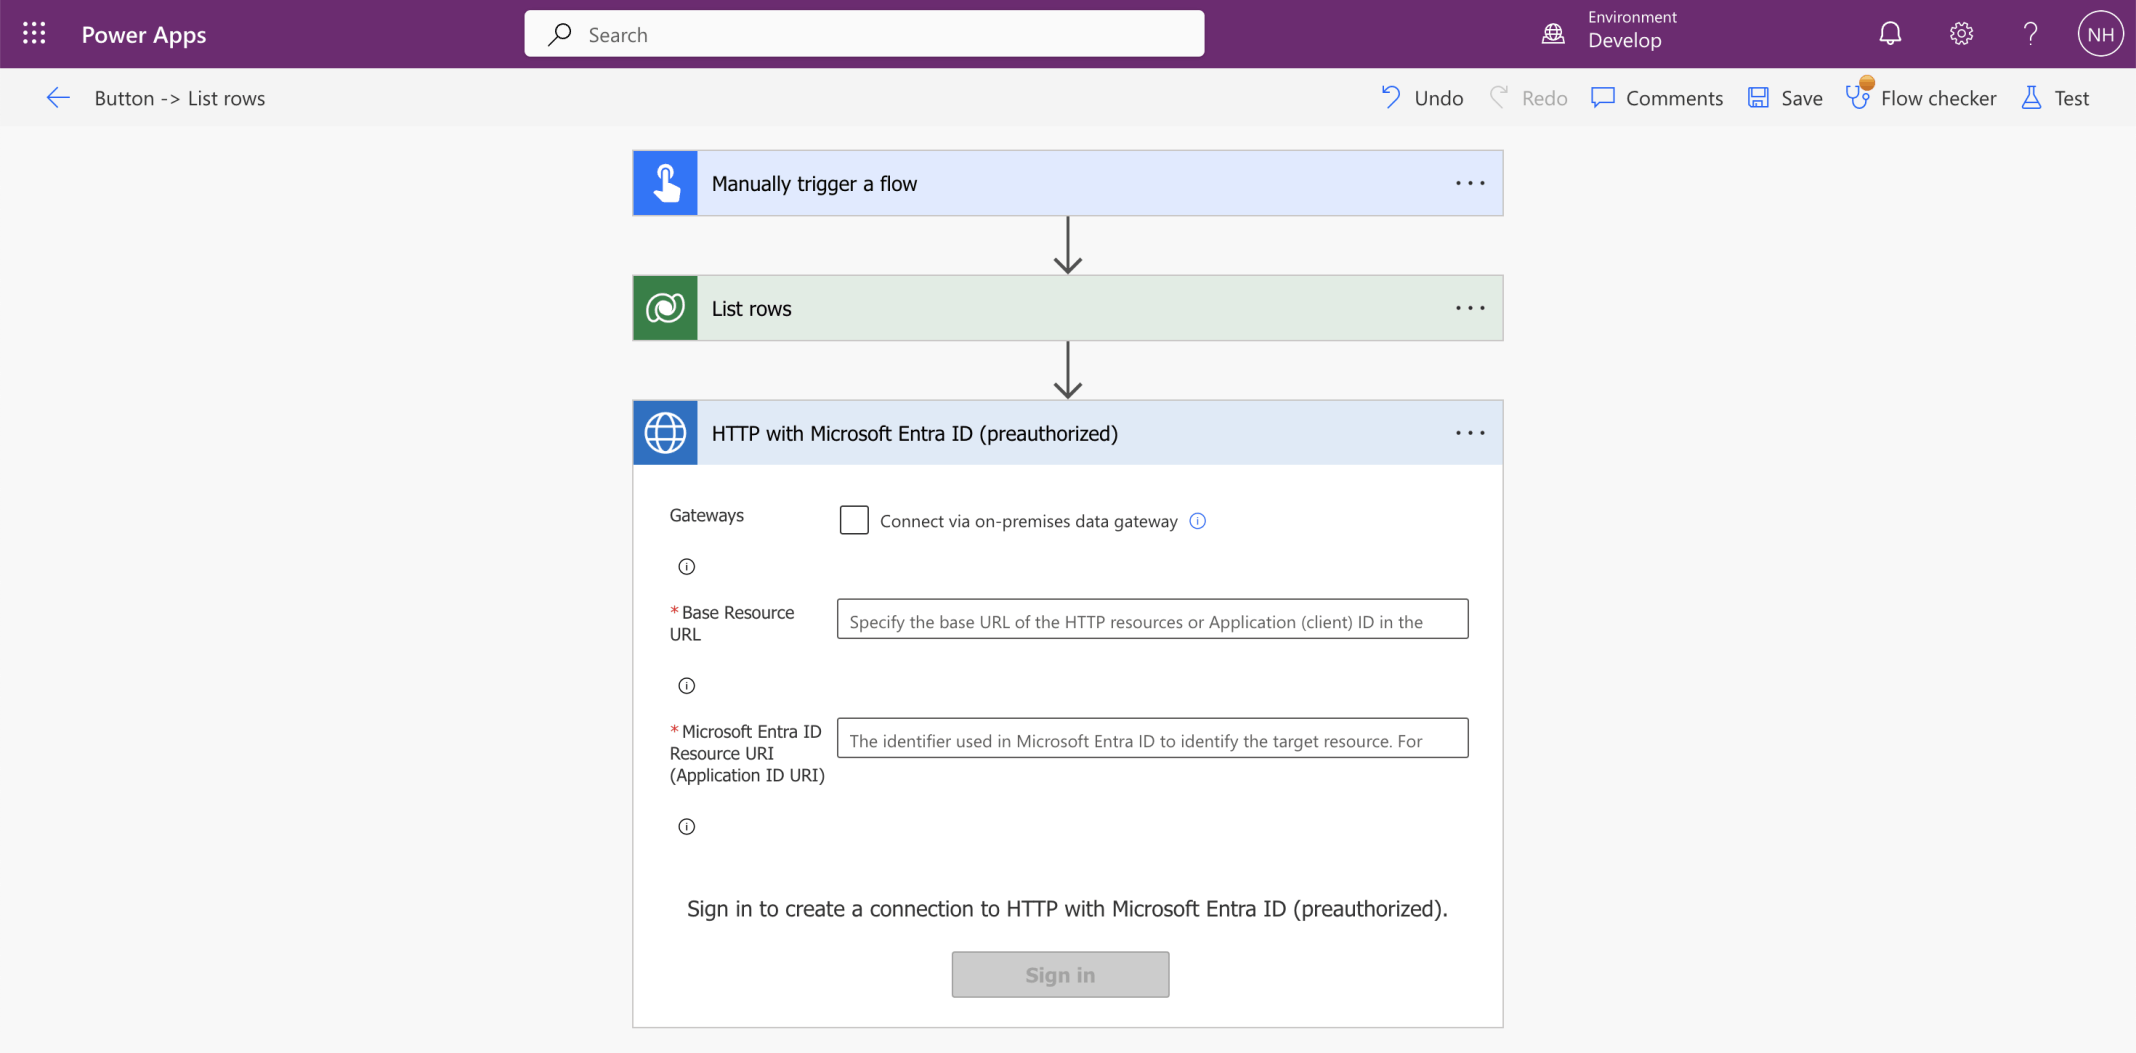 Power Apps
Search
Environment
Develop
NH
Button -> List rows
Undo
Redo
Comments
Save
Flow checker
Test
Manually trigger a flow
List rows
HTTP with Microsoft Entra ID (preauthorized)
Gateways
Connect via on-premises data gateway
* Base Resource
URL
Specify the base URL of the HTTP resources or Application (client) ID in the
* Microsoft Entra ID
Resource URI
(Application ID URI)
The identifier used in Microsoft Entra ID to identify the target resource. For
Sign in to create a connection to HTTP with Microsoft Entra ID (preauthorized).
Sign in